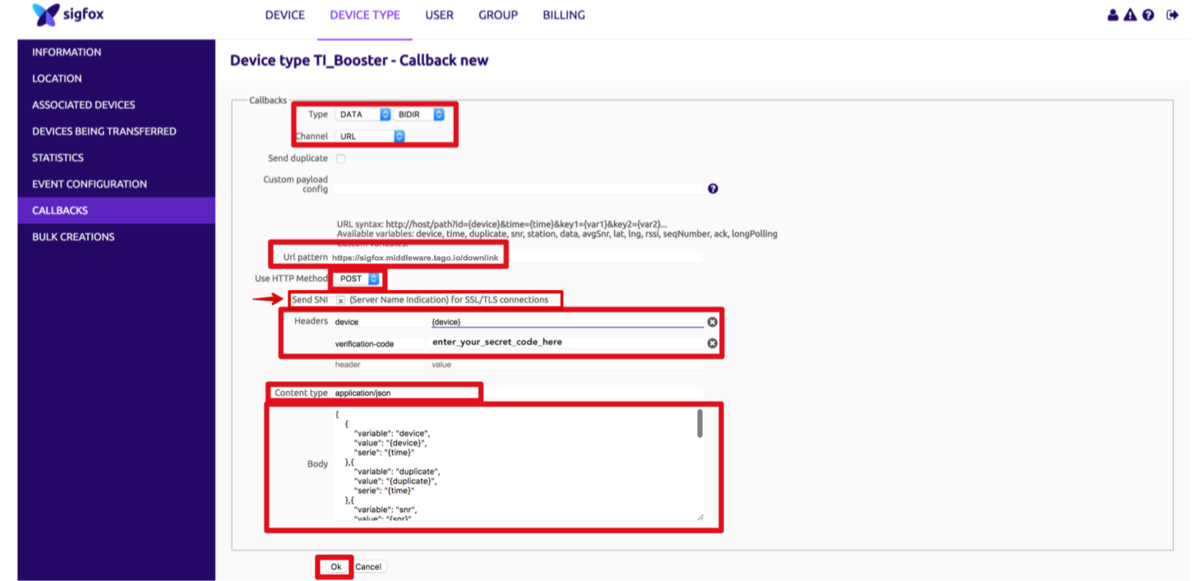 sigfox
DEVICE DEVICE TYPE USER GROUP BILLING
INFORMATION
LOCATION
ASSOCIATED DEVICES
DEVICES BEING TRANSFERRED
STATISTICS
EVENT CONFIGURATION
CALLBACKS
BULK CREATIONS
Device type TI_Booster - Callback new
Callbacks
Type DATA BIDIR
Channel URL
Send duplicate
Custom payload
config
URL syntax: http://host/path?id={device}&time={time}&key1={var1}&key2={var2}...
Available variables: device, time, duplicate, snr, station, data, avgSnr, lat, lng, rssi, seqNumber, ack, longPolling
Custom variables:
Url pattern https://sigfox.middleware.tago.io/downlink
Use HTTP Method POST
Send SNI x (Server Name Indication) for SSL/TLS connections
Headers device {device}
verification-code enter_your_secret_code_here
header value
Content type application/json
Body
[
{
"variable": "device",
"value": "{device}",
"serie": "{time}"
},{
"variable": "duplicate",
"value": "{duplicate}",
"serie": "{time}"
},{
"variable": "snr",
"value": "{snr}"
Ok Cancel